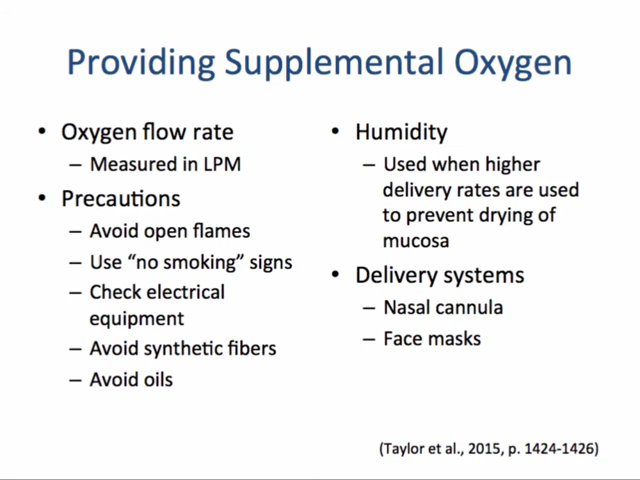 Providing Supplemental Oxygen
• Oxygen flow rate
– Measured in LPM
• Precautions
– Avoid open flames
– Use “no smoking” signs
– Check electrical
equipment
– Avoid synthetic fibers
– Avoid oils
• Humidity
– Used when higher
delivery rates are used
to prevent drying of
mucosa
• Delivery systems
– Nasal cannula
– Face masks
(Taylor et al., 2015, p. 1424-1426)